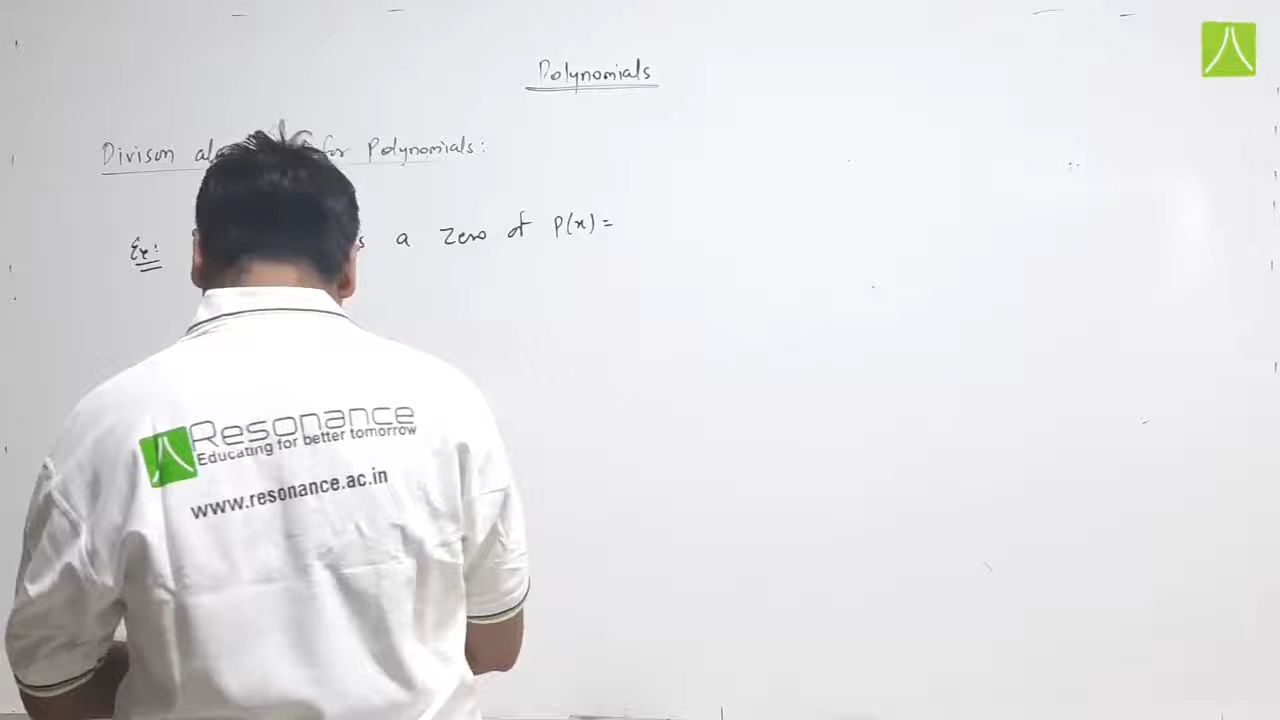 Polynomials
Divison al for Polynomials:
Ex: s a zero of P(x)=
Resonance
Educating for better tomorrow
www.resonance.ac.in